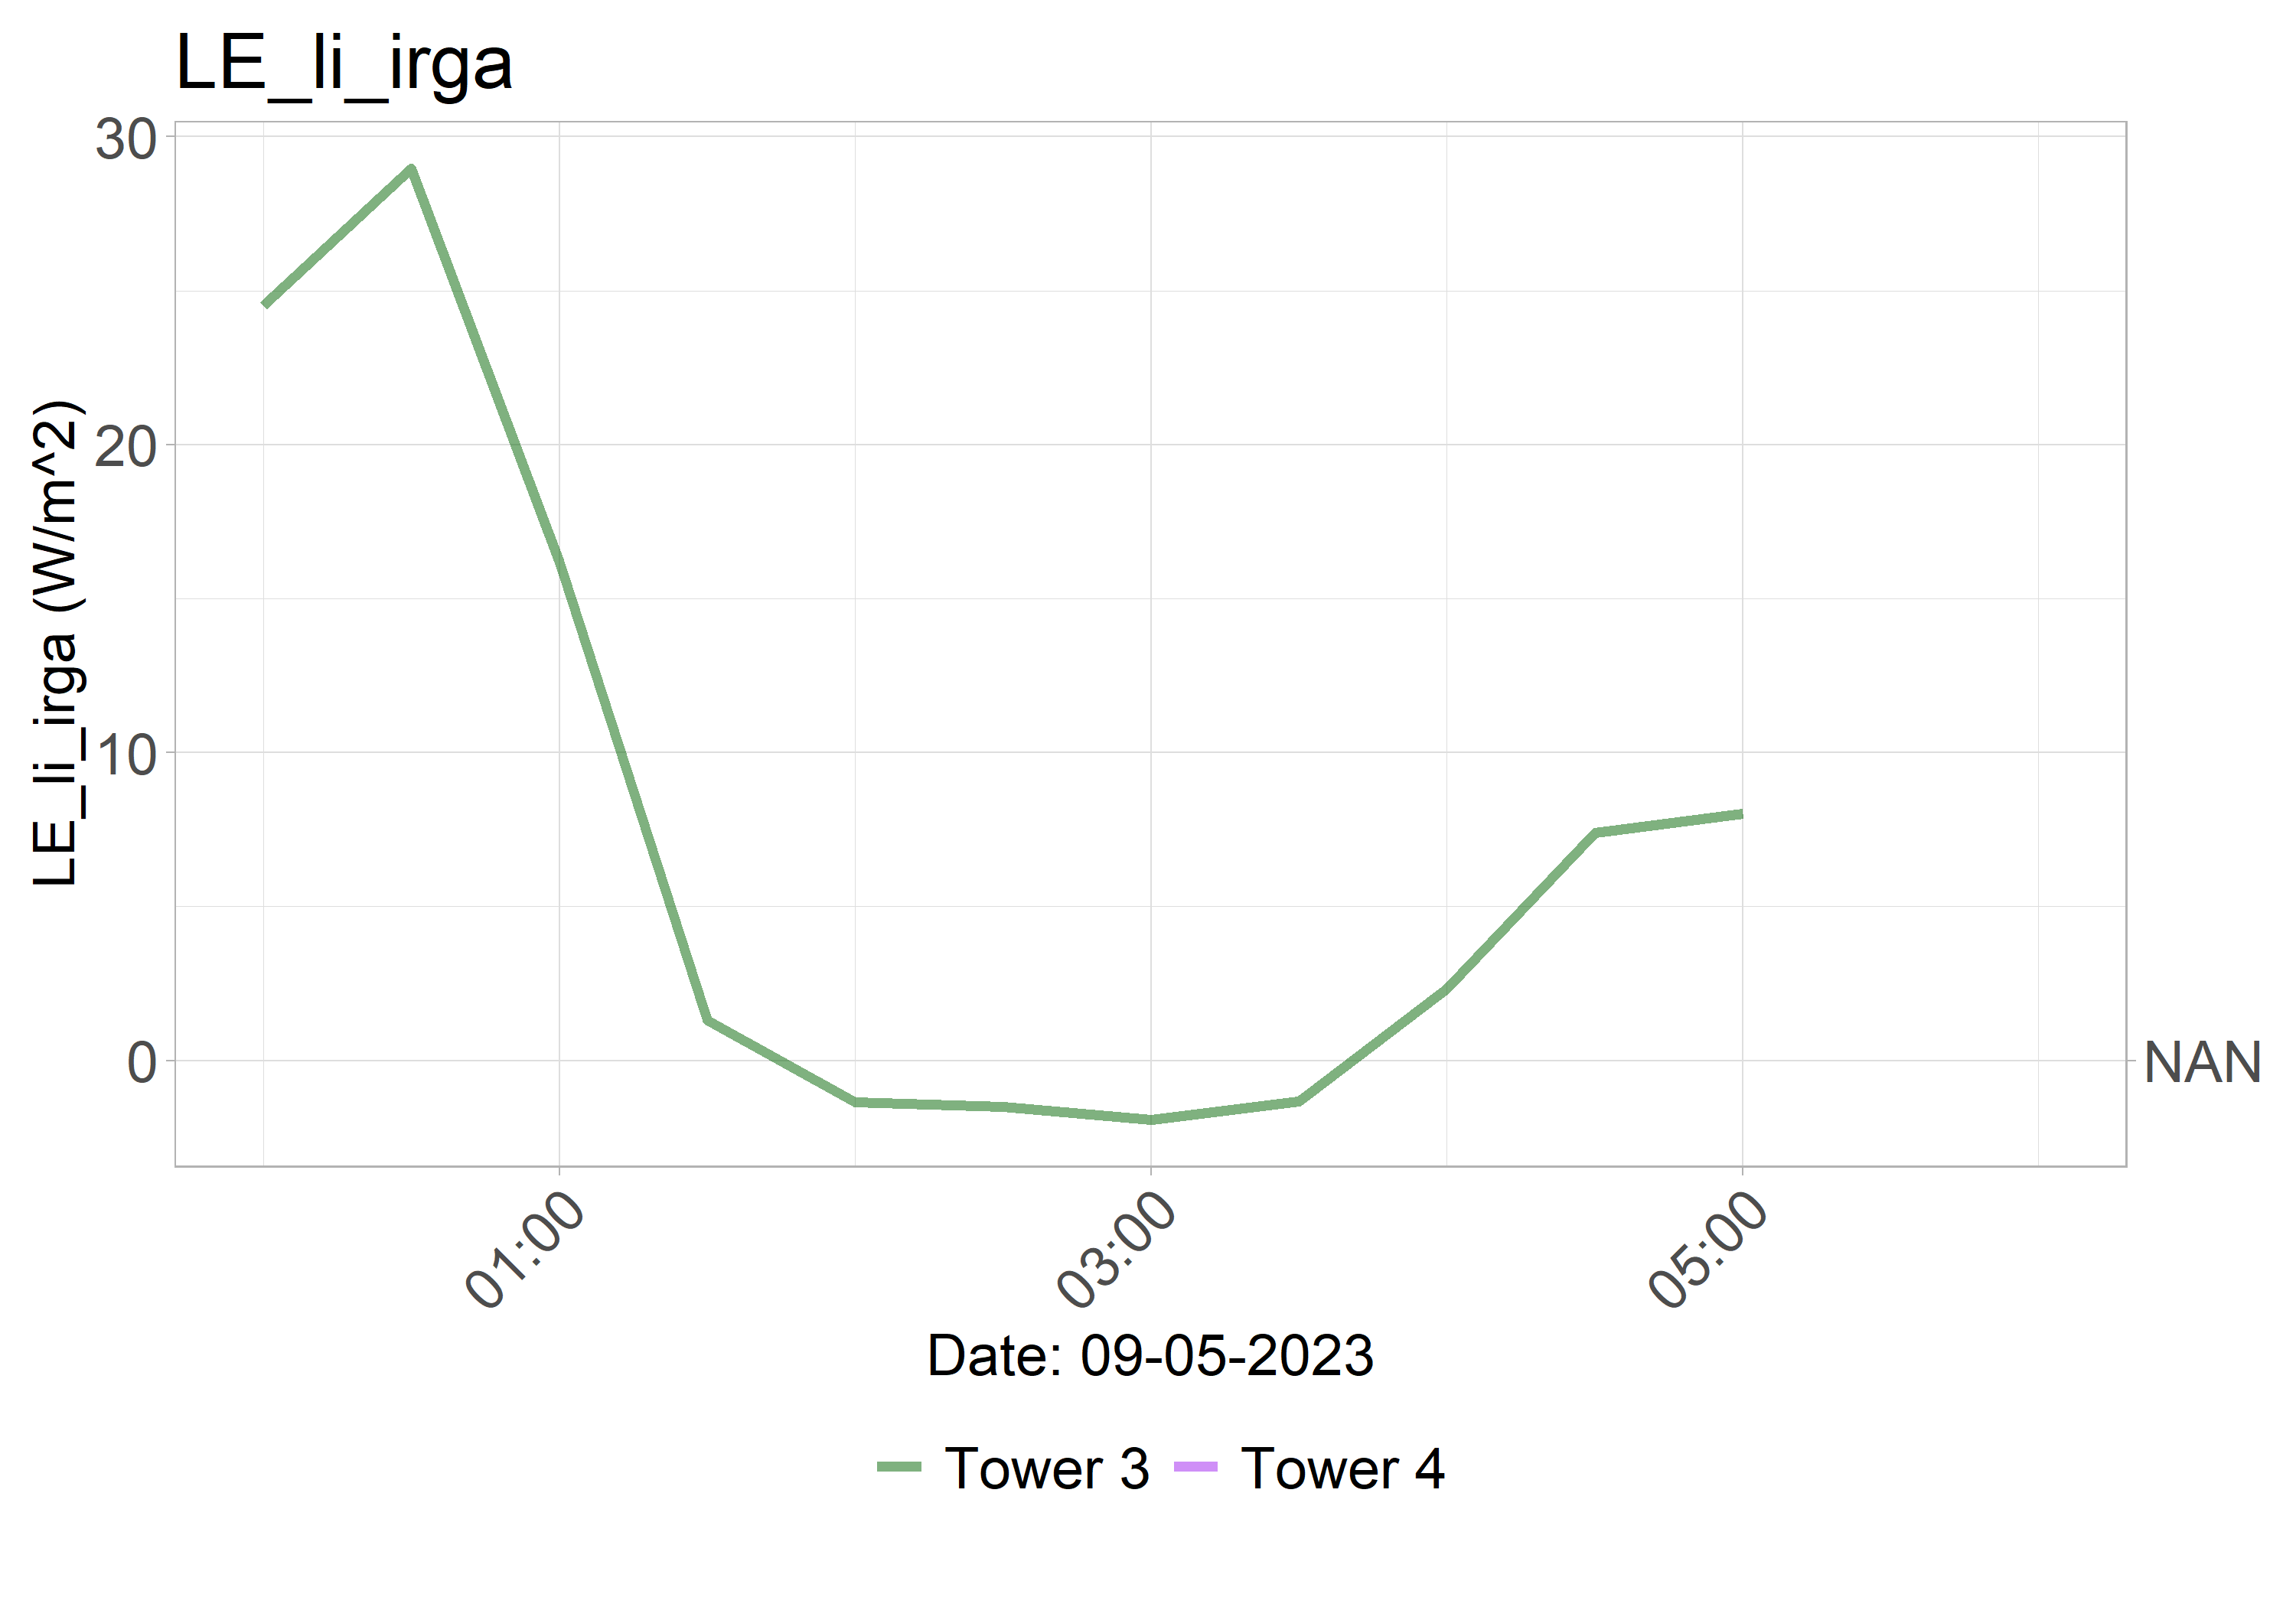 LE_li_irga
LE_li_irga (W/m^2)
30
20
10
0
NAN
01:00
03:00
05:00
Date: 09-05-2023
Tower 3
Tower 4